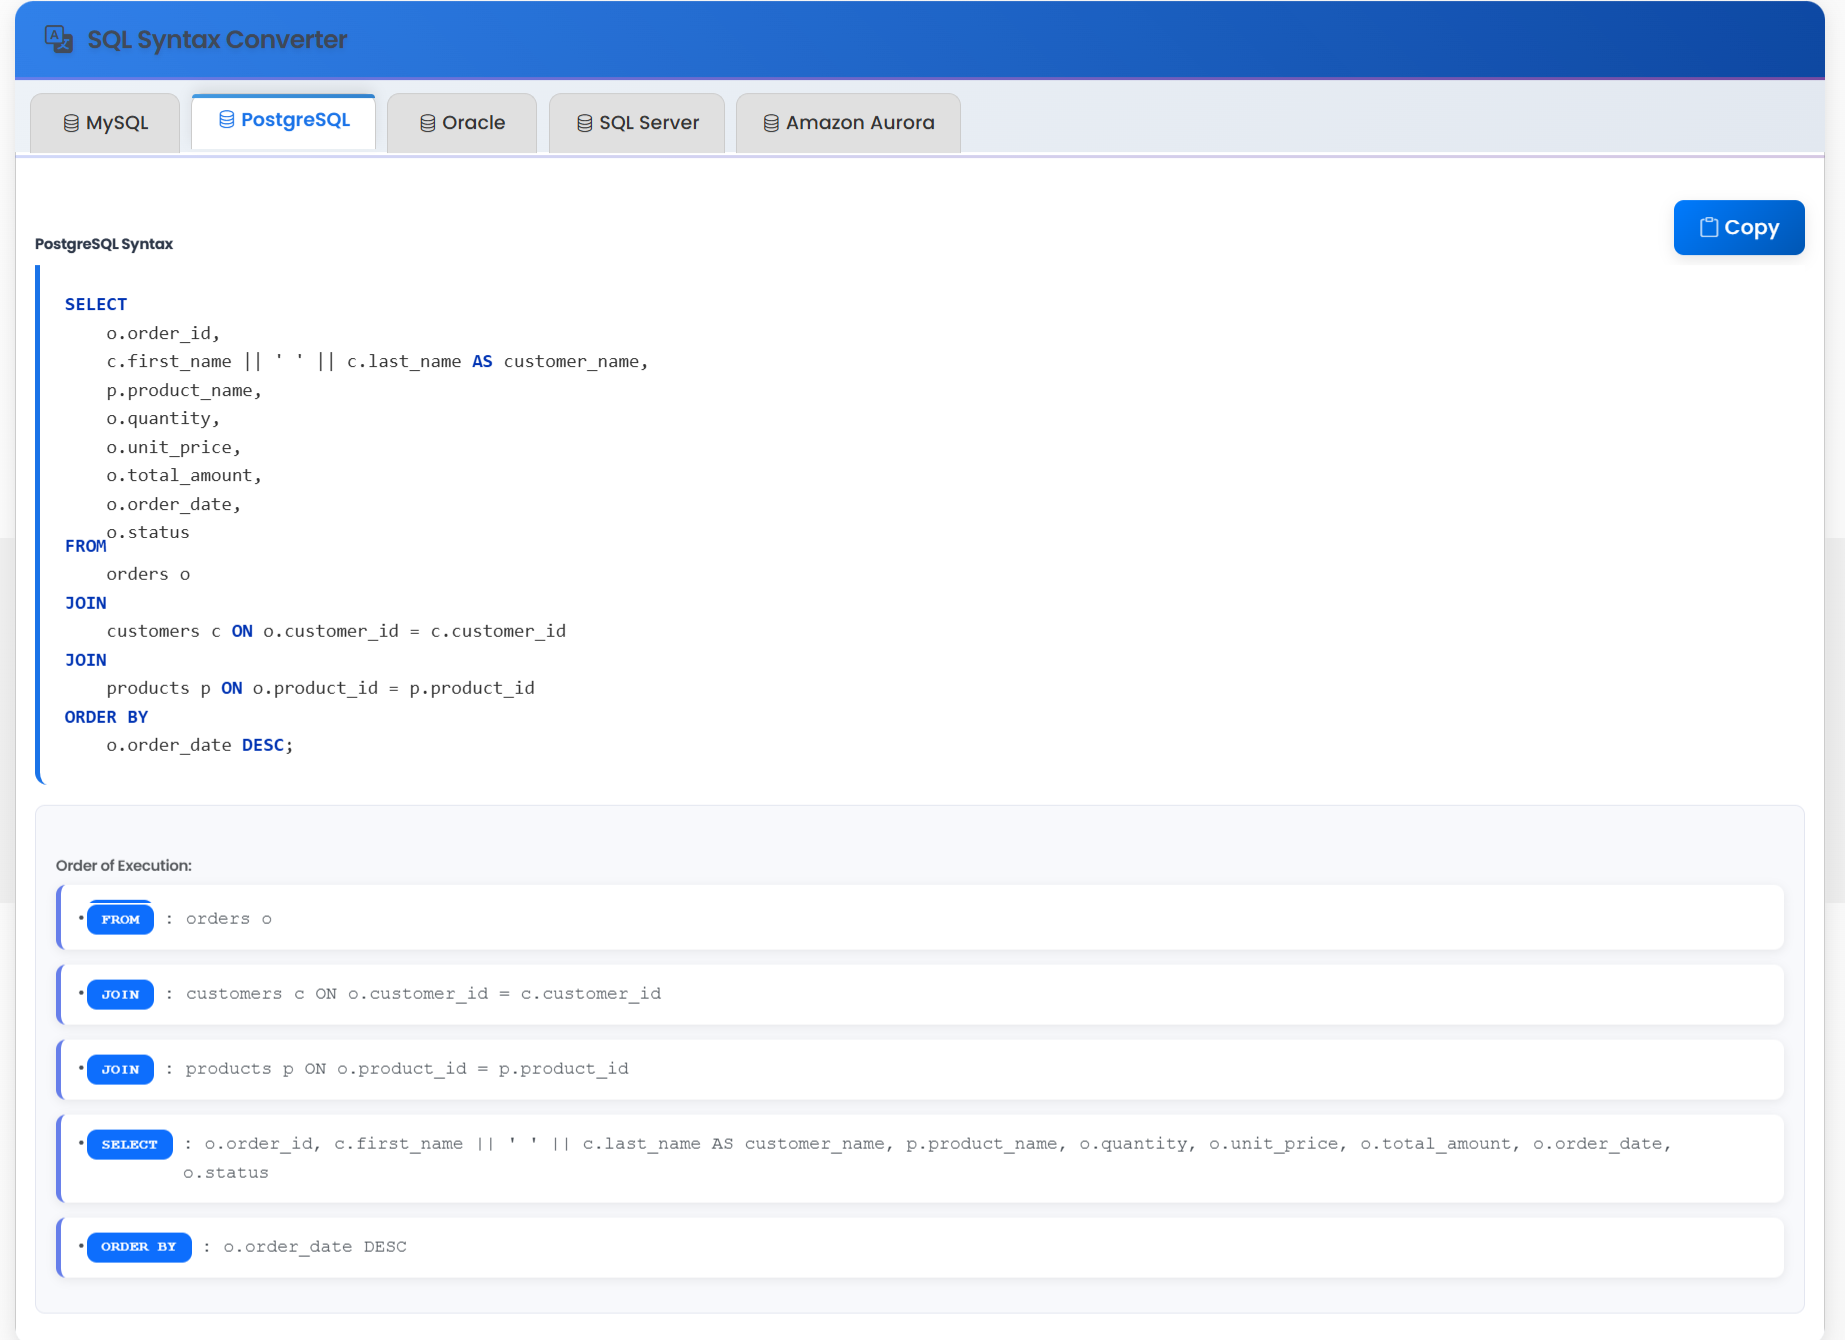 SQL Syntax Converter
MySQL
PostgreSQL
Oracle
SQL Server
Amazon Aurora
Copy
PostgreSQL Syntax
SELECT
    o.order_id,
    c.first_name || ' ' || c.last_name AS customer_name,
    p.product_name,
    o.quantity,
    o.unit_price,
    o.total_amount,
    o.order_date,
    o.status
FROM
    orders o
JOIN
    customers c ON o.customer_id = c.customer_id
JOIN
    products p ON o.product_id = p.product_id
ORDER BY
    o.order_date DESC;
Order of Execution:
• FROM : orders o
• JOIN : customers c ON o.customer_id = c.customer_id
• JOIN : products p ON o.product_id = p.product_id
• SELECT : o.order_id, c.first_name || ' ' || c.last_name AS customer_name, p.product_name, o.quantity, o.unit_price, o.total_amount, o.order_date,
o.status
• ORDER BY : o.order_date DESC